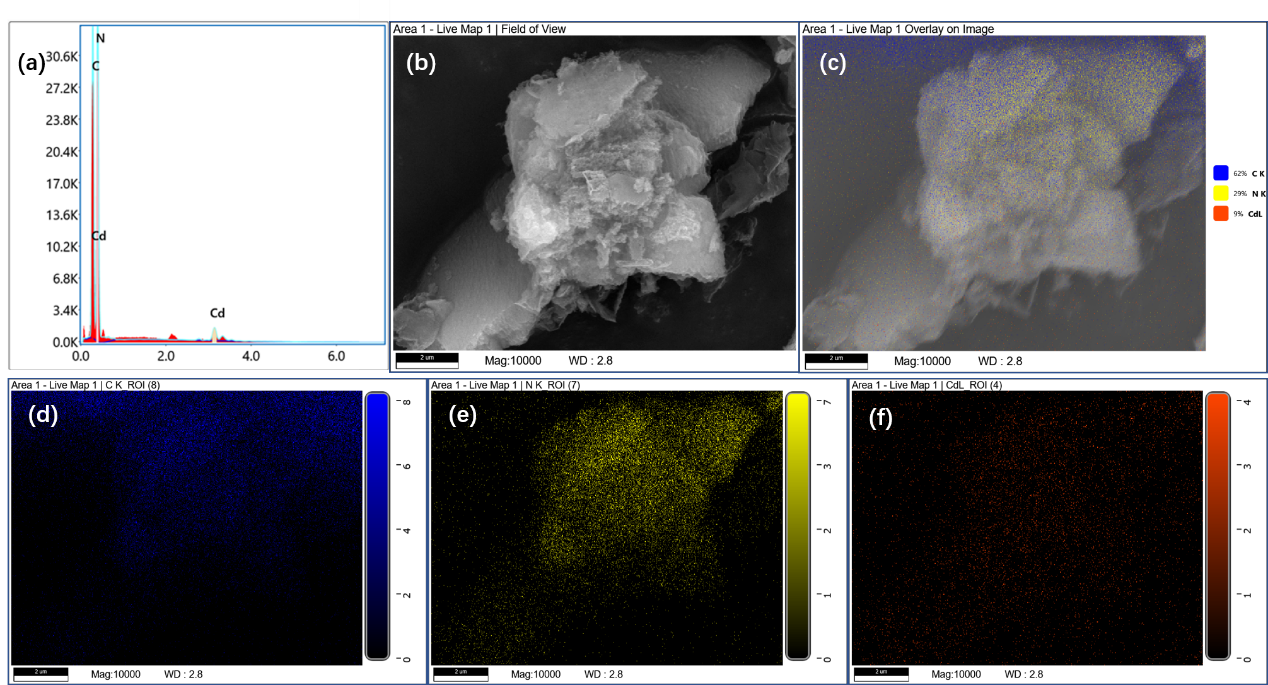 (a)
N
C
Cd
Cd
30.6K
27.2K
23.8K
20.4K
17.0K
13.6K
10.2K
6.8K
3.4K
0.0K
0.0 2.0 4.0 6.0
Area 1 - Live Map 1 | Field of View
(b)
2 um Mag:10000 WD : 2.8
Area 1 - Live Map 1 Overlay on Image
(c)
62% C K
29% N K
9% CdL
2 um Mag:10000 WD : 2.8
Area 1 - Live Map 1 | C K_ROI (8)
(d)
8
6
4
2
0
2 um Mag:10000 WD : 2.8
Area 1 - Live Map 1 | N K_ROI (7)
(e)
7
3
2
1
0
2 um Mag:10000 WD : 2.8
Area 1 - Live Map 1 | CdL_ROI (4)
(f)
4
3
2
1
0
2 um Mag:10000 WD : 2.8